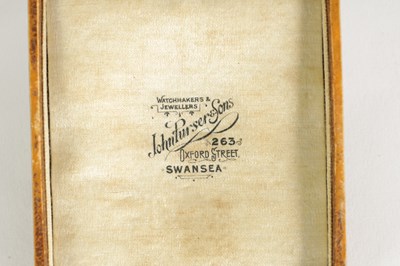 WATCHMAKERS &
JEWELLERS
John Purser & Sons
263
OXFORD STREET.
SWANSEA